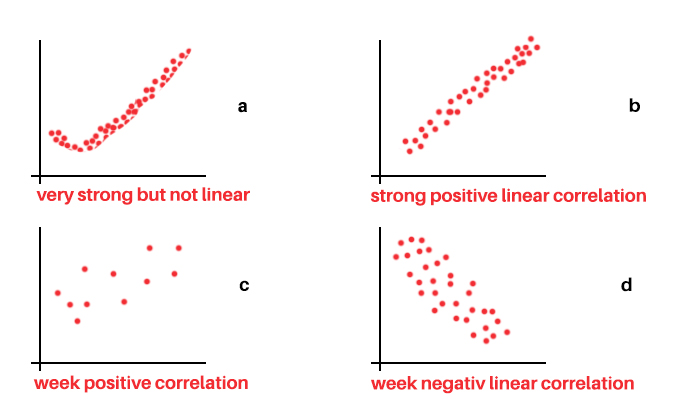 a
very strong but not linear
b
strong positive linear correlation
c
week positive correlation
d
week negativ linear correlation